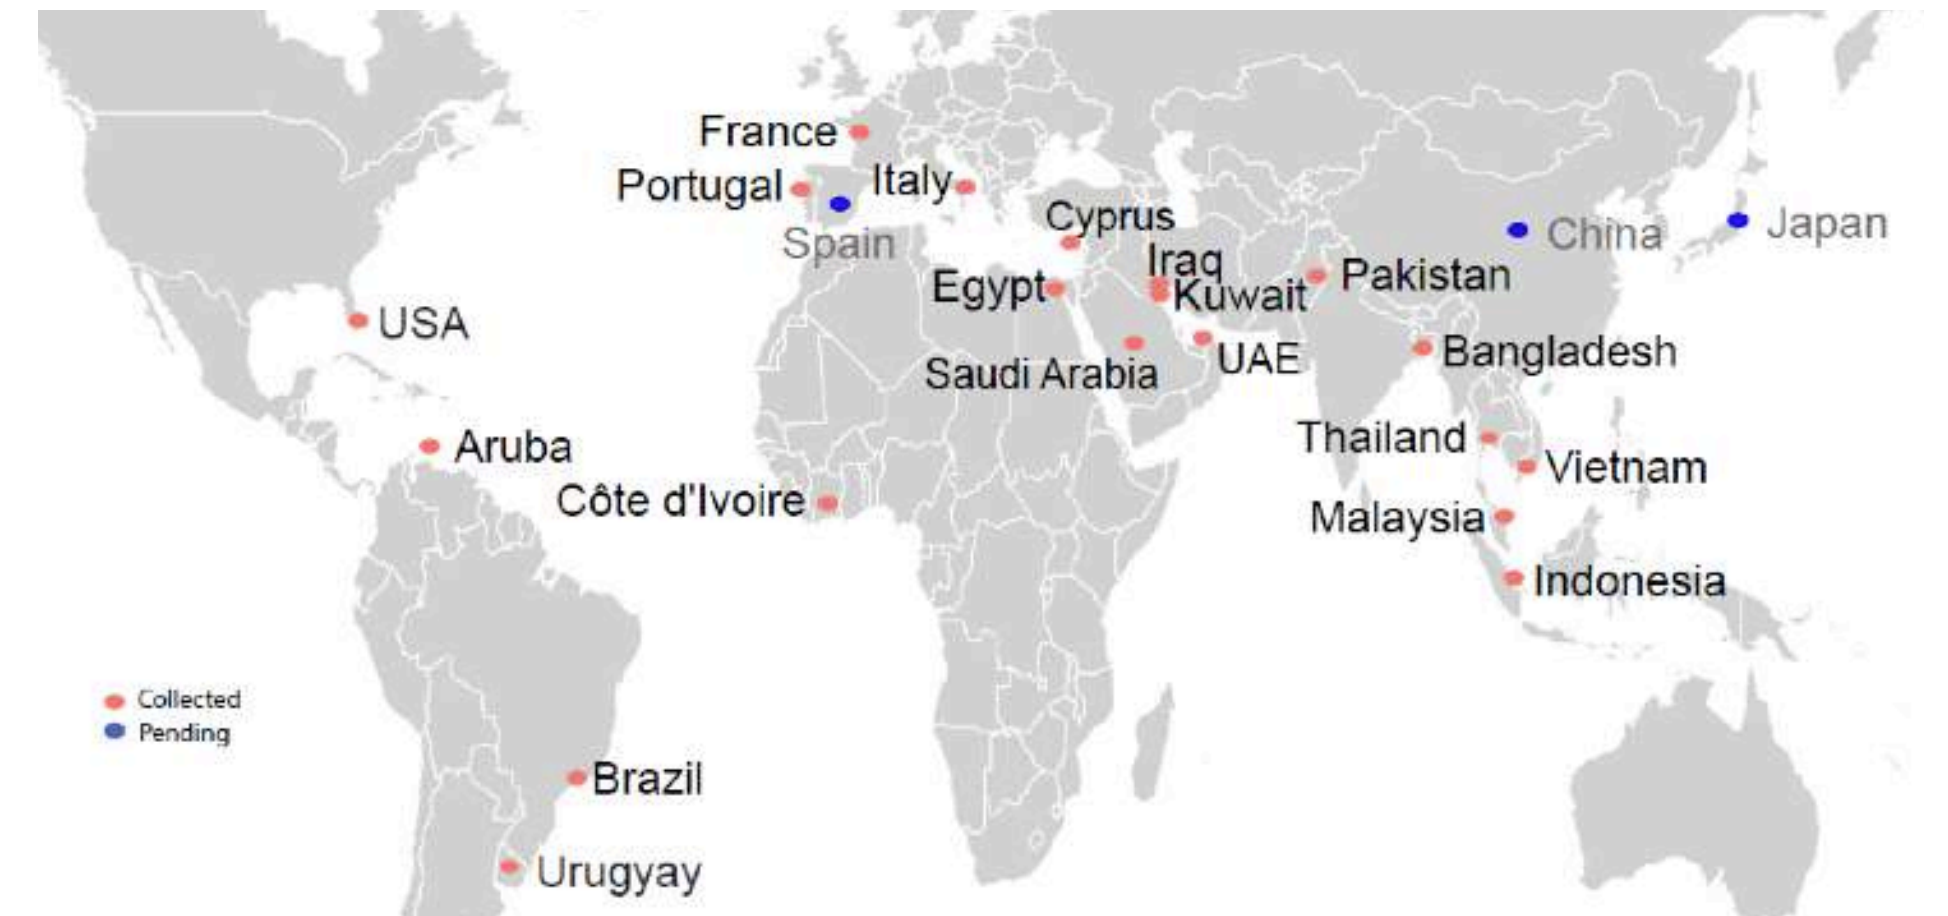 France
Portugal
Italy
Spain
Cyprus
China
Japan
Iraq
Egypt
Kuwait
Pakistan
USA
Saudi Arabia
UAE
Bangladesh
Aruba
Thailand
Vietnam
Côte d'Ivoire
Malaysia
Indonesia
Collected
Pending
Brazil
Urugyay